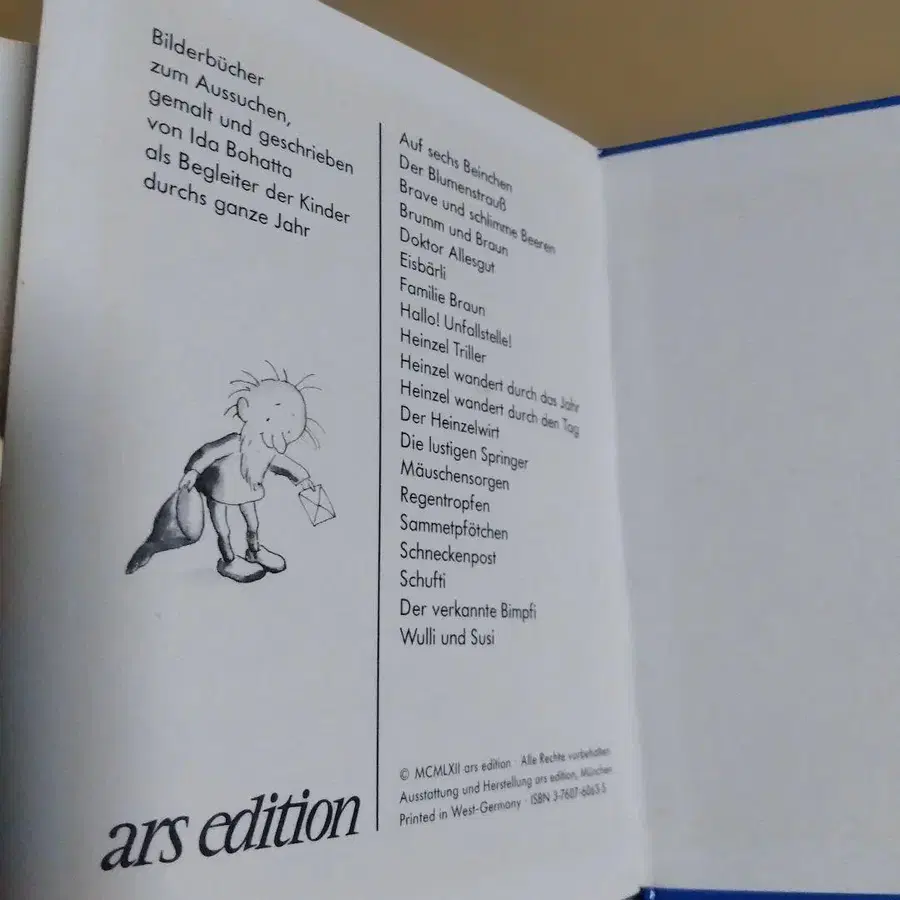 Bilderbücher
zum Aussuchen,
gemalt und geschrieben
von Ida Bohatta
als Begleiter der Kinder
durchs ganze Jahr
Auf sechs Beinchen
Der Blumenstrauß
Brave und schlimme Beeren
Brumm und Braun
Doktor Allesgut
Eisbärli
Familie Braun
Hallo! Unfallstelle!
Heinzel Triller
Heinzel wandert durch das Jahr
Heinzel wandert durch den Tag
Der Heinzelwirt
Die lustigen Springer
Mäuschensorgen
Regentropfen
Sammetpfötchen
Schneckenpost
Schufti
Der verkannte Bimpfi
Wulli und Susi
© MCMLXII ars edition · Alle Rechte vorbehalten
Ausstattung und Herstellung ars edition, München
Printed in West-Germany · ISBN 3-7607-6063-5
ars edition